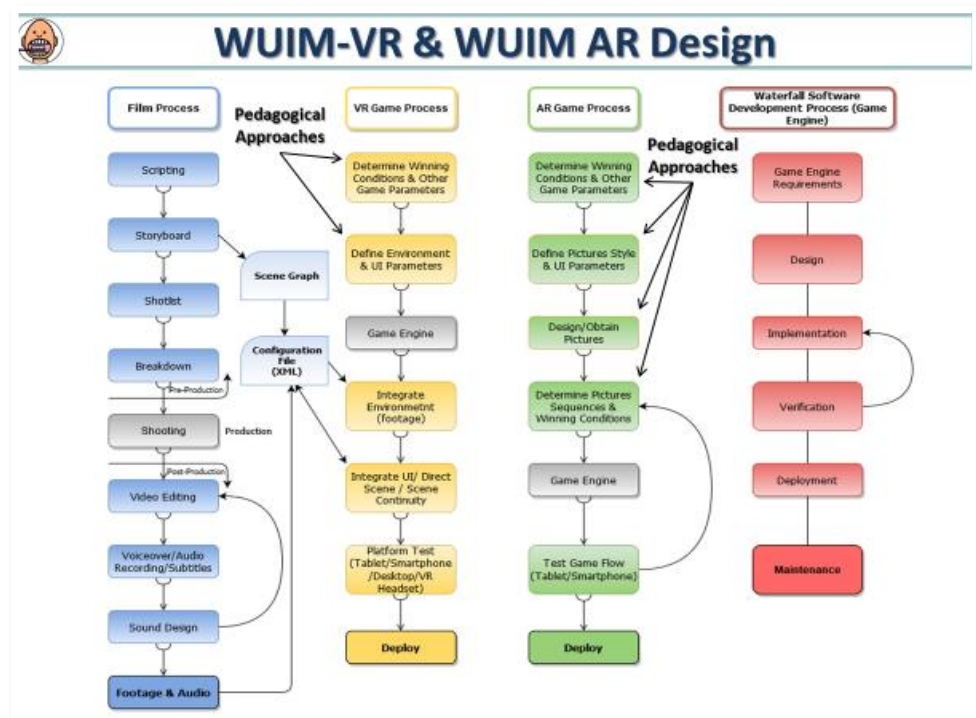 WUIM-VR & WUIM AR Design
Film Process
Scripting
Storyboard
Shotlist
Breakdown
Pre-Production
Shooting
Production
Post-Production
Video Editing
Voiceover/Audio
Recording/Subtitles
Sound Design
Footage & Audio
Scene Graph
Configuration
File
(XML)
Pedagogical
Approaches
VR Game Process
Determine Winning
Conditions & Other
Game Parameters
Define Environment
& UI Parameters
Game Engine
Integrate
Environmetnt
(footage)
Integrate UI/ Direct
Scene / Scene
Continuity
Platform Test
(Tablet/Smartphone
/Desktop/VR
Headset)
Deploy
AR Game Process
Determine Winning
Conditions & Other
Game Parameters
Define Pictures Style
& UI Parameters
Design/Obtain
Pictures
Determine Pictures
Sequences &
Winning Conditions
Game Engine
Test Game Flow
(Tablet/Smartphone)
Deploy
Pedagogical
Approaches
Waterfall Software
Development Process (Game
Engine)
Game Engine
Requirements
Design
Implementation
Verification
Deployment
Maintenance